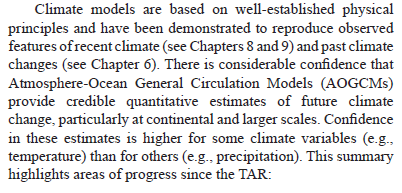 Climate models are based on well-established physical
principles and have been demonstrated to reproduce observed
features of recent climate (see Chapters 8 and 9) and past climate
changes (see Chapter 6). There is considerable confidence that
Atmosphere-Ocean General Circulation Models (AOGCMs)
provide credible quantitative estimates of future climate
change, particularly at continental and larger scales. Confidence
in these estimates is higher for some climate variables (e.g.,
temperature) than for others (e.g., precipitation). This summary
highlights areas of progress since the TAR: